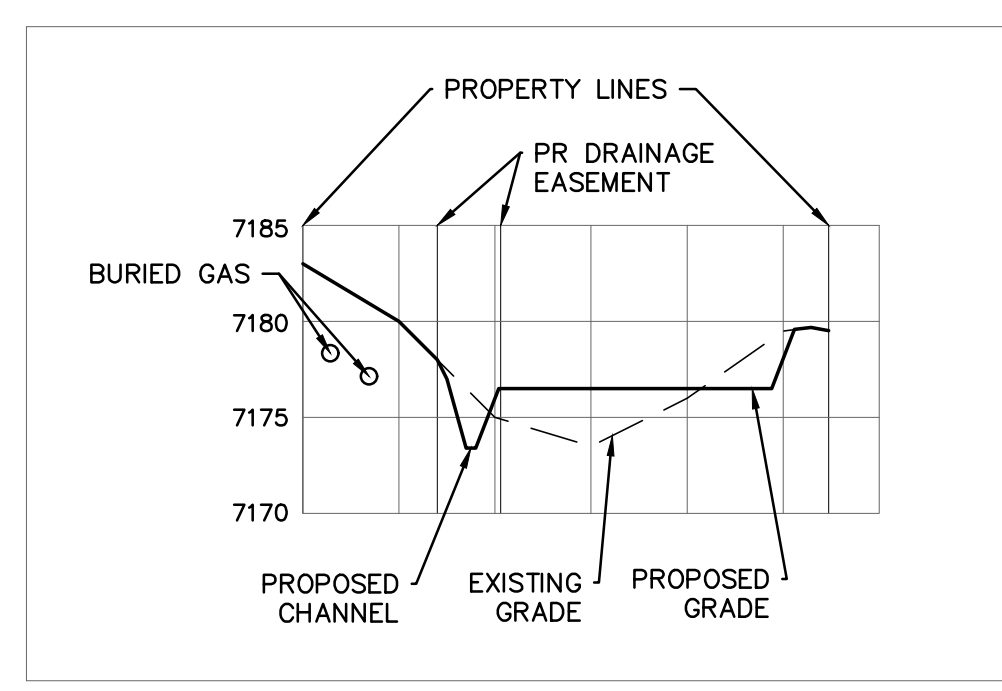 PROPERTY LINES
PR DRAINAGE
EASEMENT
7185
BURIED GAS
7180
7175
7170
PROPOSED
CHANNEL
EXISTING
GRADE
PROPOSED
GRADE